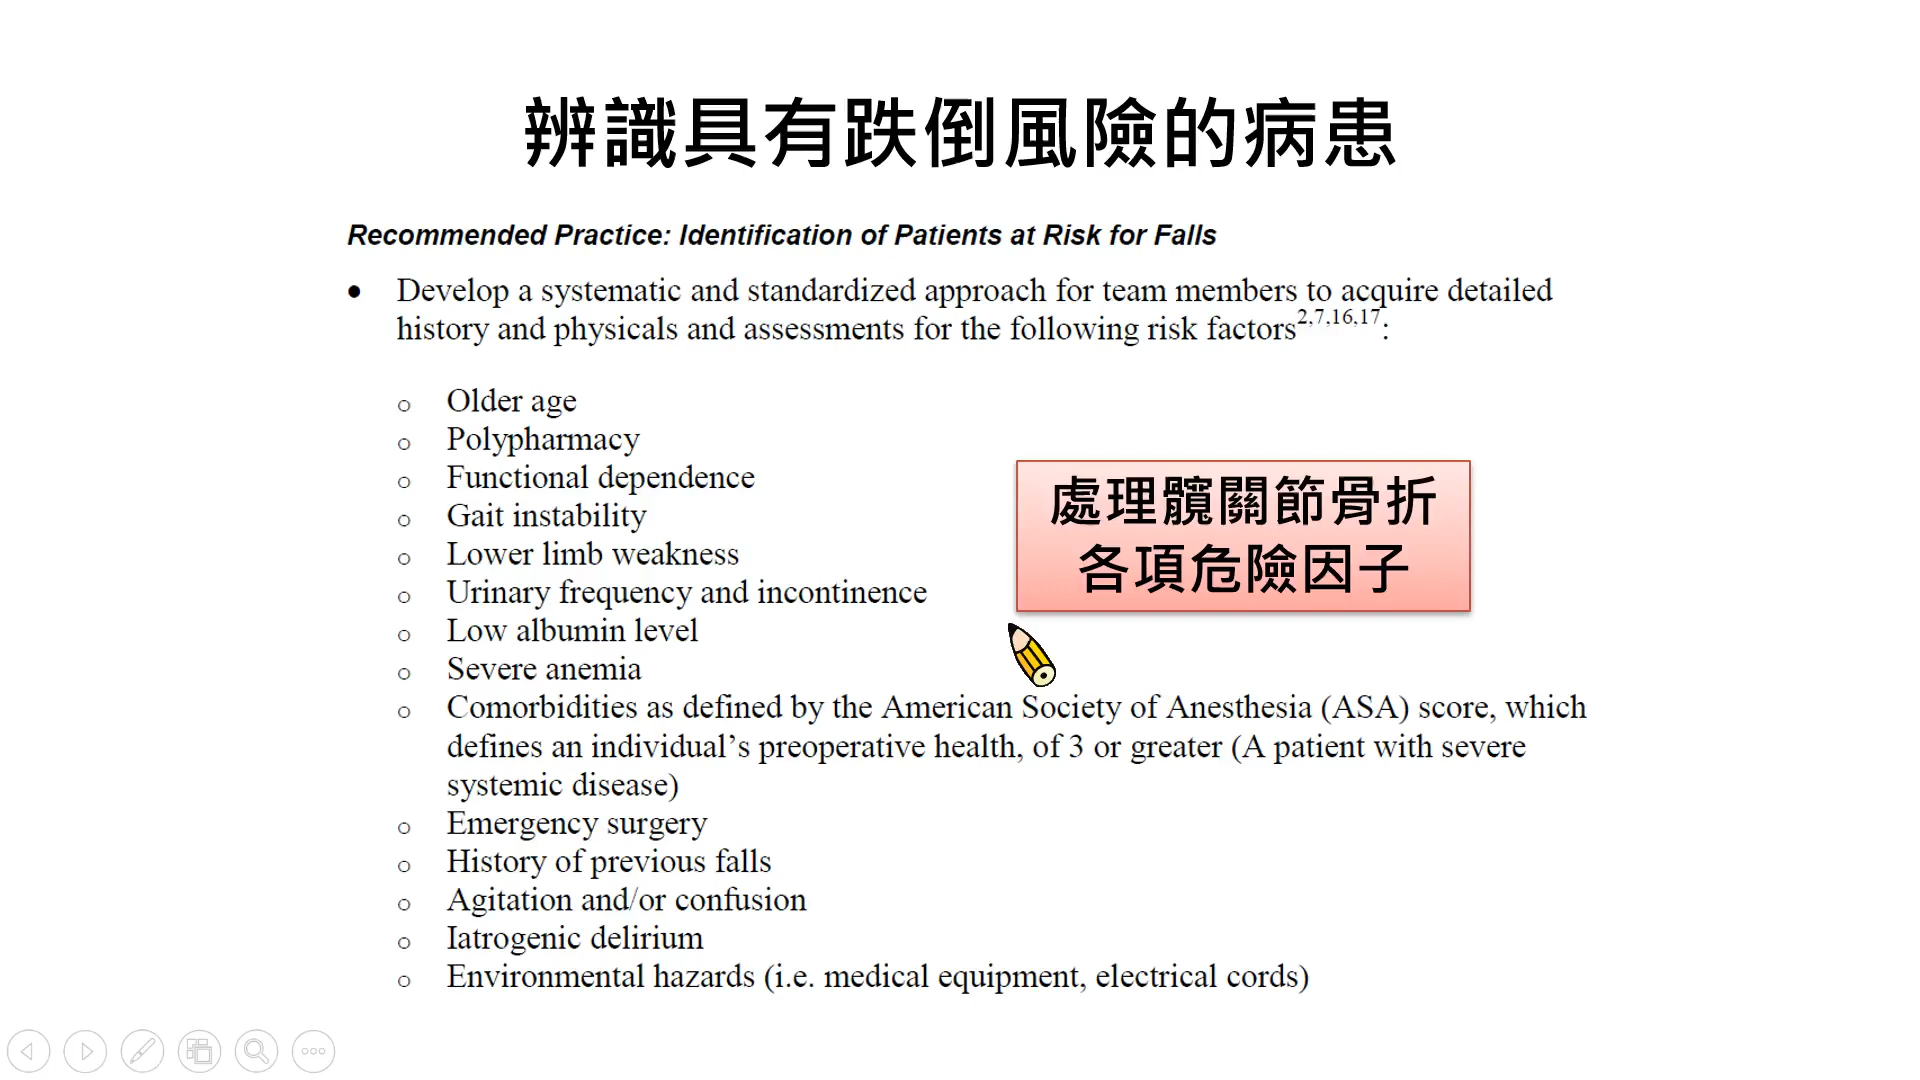 辨識具有跌倒風險的病患
Recommended Practice: Identification of Patients at Risk for Falls
• Develop a systematic and standardized approach for team members to acquire detailed
history and physicals and assessments for the following risk factors2,7,16,17:
o Older age
o Polypharmacy
o Functional dependence
o Gait instability
o Lower limb weakness
o Urinary frequency and incontinence
o Low albumin level
o Severe anemia
o Comorbidities as defined by the American Society of Anesthesia (ASA) score, which
defines an individual’s preoperative health, of 3 or greater (A patient with severe
systemic disease)
o Emergency surgery
o History of previous falls
o Agitation and/or confusion
o Iatrogenic delirium
o Environmental hazards (i.e. medical equipment, electrical cords)
處理髖關節骨折
各項危險因子